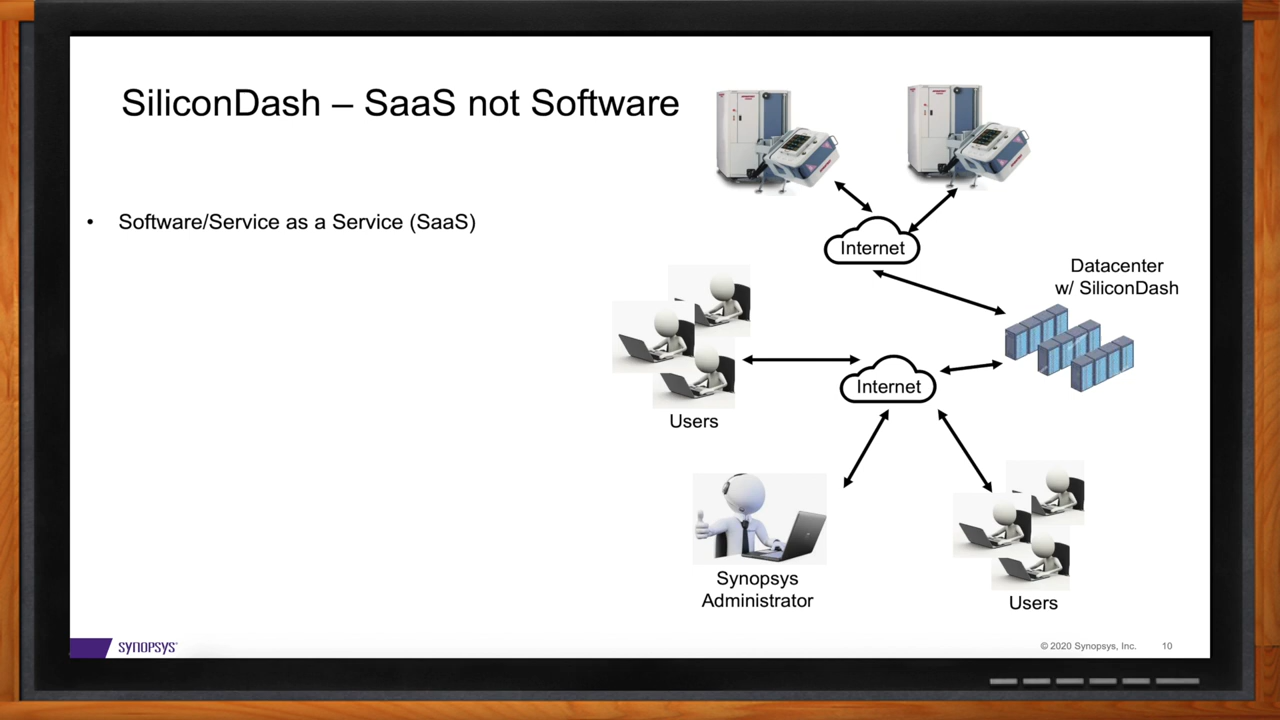 SiliconDash – SaaS not Software
• Software/Service as a Service (SaaS)
Internet
Datacenter
w/ SiliconDash
Internet
Users
Synopsys
Administrator
Users
SYNOPSYS®
© 2020 Synopsys, Inc.
10